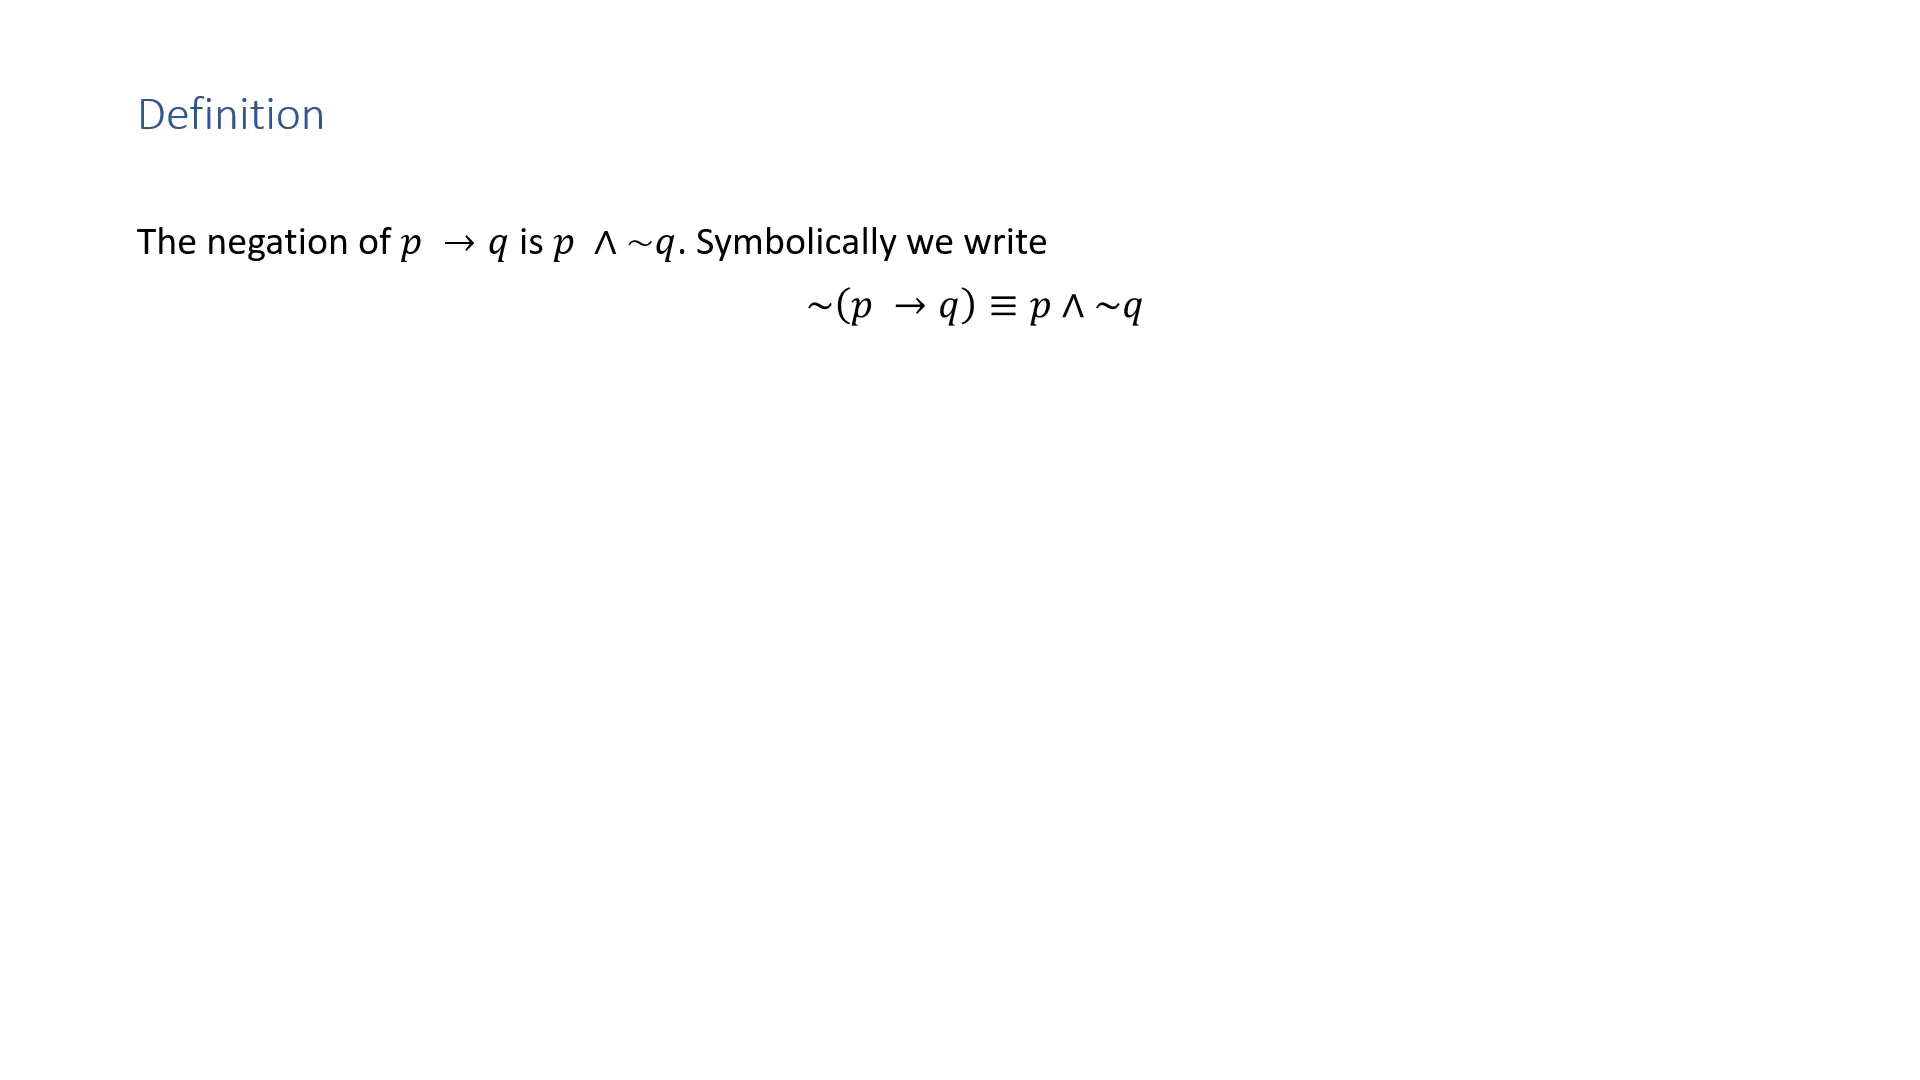 Definition
The negation of 𝑝 → 𝑞 is 𝑝 ∧ ~𝑞. Symbolically we write
~(𝑝 → 𝑞) ≡ 𝑝 ∧ ~𝑞